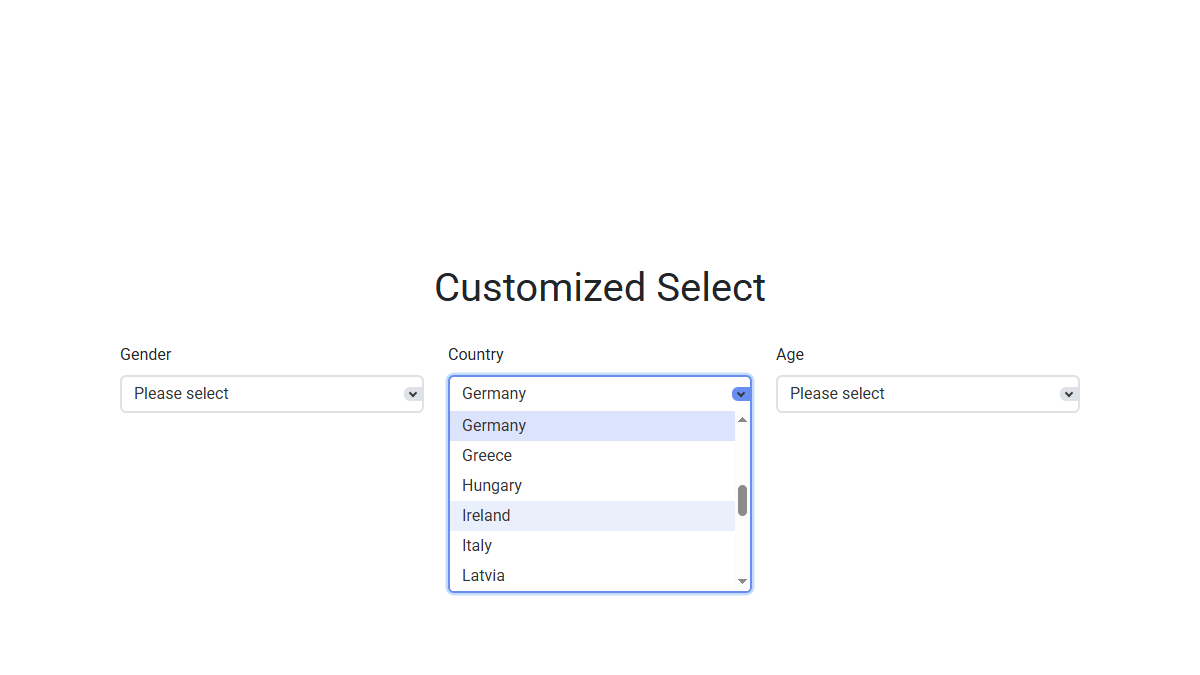 Customized Select
Gender
Country
Age
Please select
Germany
Please select
Germany
Greece
Hungary
Ireland
Italy
Latvia